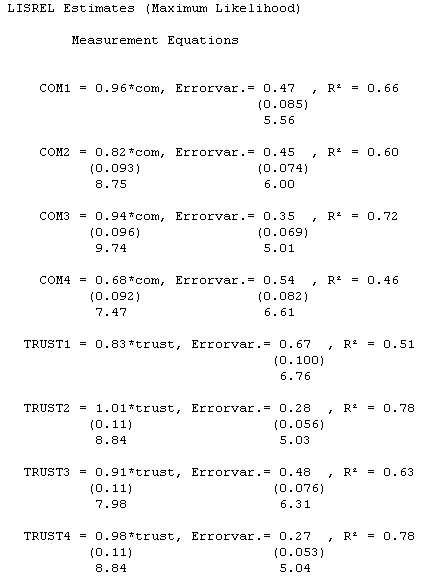 LISREL Estimates (Maximum Likelihood)
Measurement Equations
COM1 = 0.96*com, Errorvar.= 0.47 , R² = 0.66
(0.085)
5.56
COM2 = 0.82*com, Errorvar.= 0.45 , R² = 0.60
(0.093) (0.074)
8.75 6.00
COM3 = 0.94*com, Errorvar.= 0.35 , R² = 0.72
(0.096) (0.069)
9.74 5.01
COM4 = 0.68*com, Errorvar.= 0.54 , R² = 0.46
(0.092) (0.082)
7.47 6.61
TRUST1 = 0.83*trust, Errorvar.= 0.67 , R² = 0.51
(0.100)
6.76
TRUST2 = 1.01*trust, Errorvar.= 0.28 , R² = 0.78
(0.11) (0.056)
8.84 5.03
TRUST3 = 0.91*trust, Errorvar.= 0.48 , R² = 0.63
(0.11) (0.076)
7.98 6.31
TRUST4 = 0.98*trust, Errorvar.= 0.27 , R² = 0.78
(0.11) (0.053)
8.84 5.04